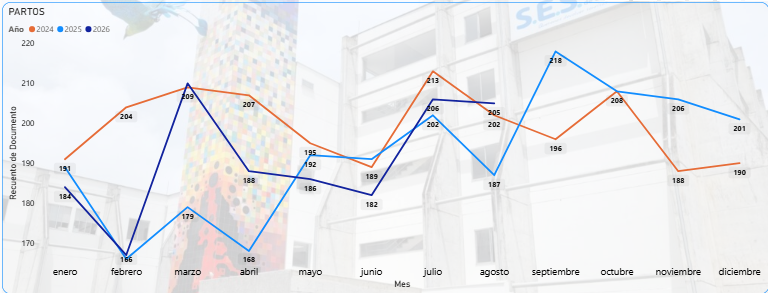 PARTOS
Año 2024 2025 2026
S.E.S.
Recuento de Documento
220
210
200
190
180
170
191 204 209 207 195 189 213 202 196 208 188 190
179 168 192 202 187 218 206 201
184 166 188 186 182 206 205
enero febrero marzo abril mayo junio julio agosto septiembre octubre noviembre diciembre
Mes